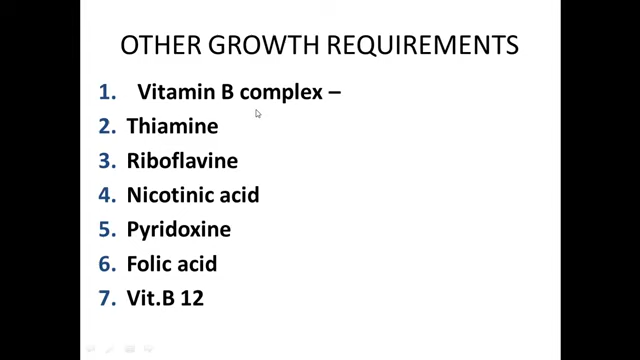 OTHER GROWTH REQUIREMENTS
1. Vitamin B complex –
2. Thiamine
3. Riboflavine
4. Nicotinic acid
5. Pyridoxine
6. Folic acid
7. Vit.B 12